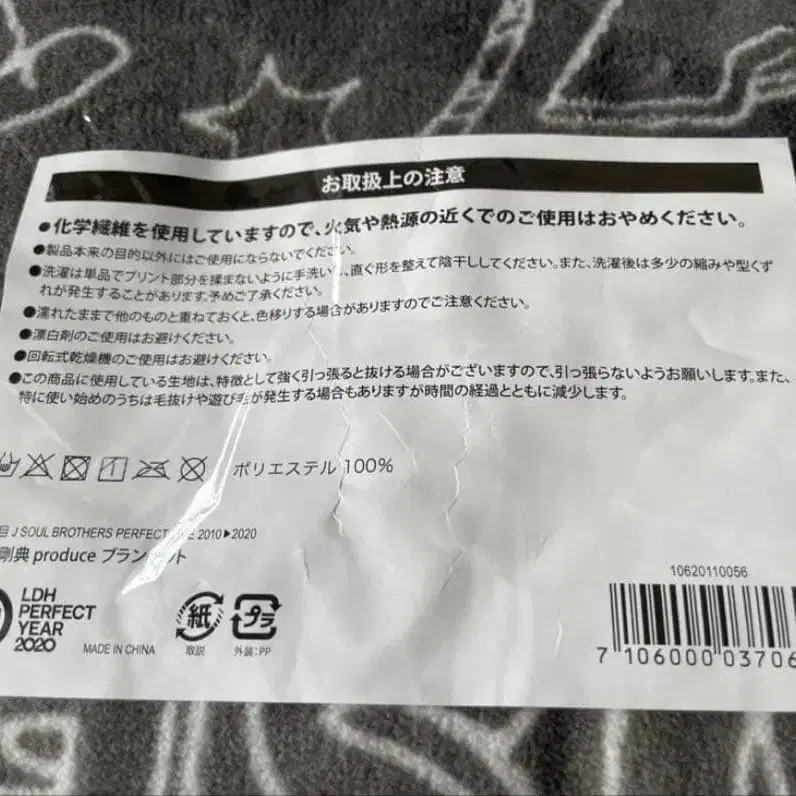 お取扱上の注意
●化学繊維を使用していますので、火気や熱源の近くでのご使用はおやめください。
●製品本来の目的以外にはご使用にならないでください。
●洗濯は単品でプリント部分を揉まないように手洗いし、直ぐ形を整えて陰干ししてください。また、洗濯後は多少の縮みや型くず
れが発生することがあります。予めご了承ください。
●濡れたままで他のものと重ねておくと、色移りする場合がありますのでご注意ください。
●漂白剤のご使用はお避けください。
●回転式乾燥機のご使用はお避けください。
●この商品に使用している生地は、特徴として強く引っ張ると抜ける場合がございますので、引っ張らないようお願いします。また、
特に使い始めのうちは毛抜けや遊び毛が発生する場合もありますが時間の経過とともに減少します。
ポリエステル 100%
目 J SOUL BROTHERS PERFECT LIVE 2010▶2020
剛典 produce ブランケット
LDH
PERFECT
YEAR
2020
MADE IN CHINA
紙
取説
プラ
外装:PP
10620110056
7 106000 03706